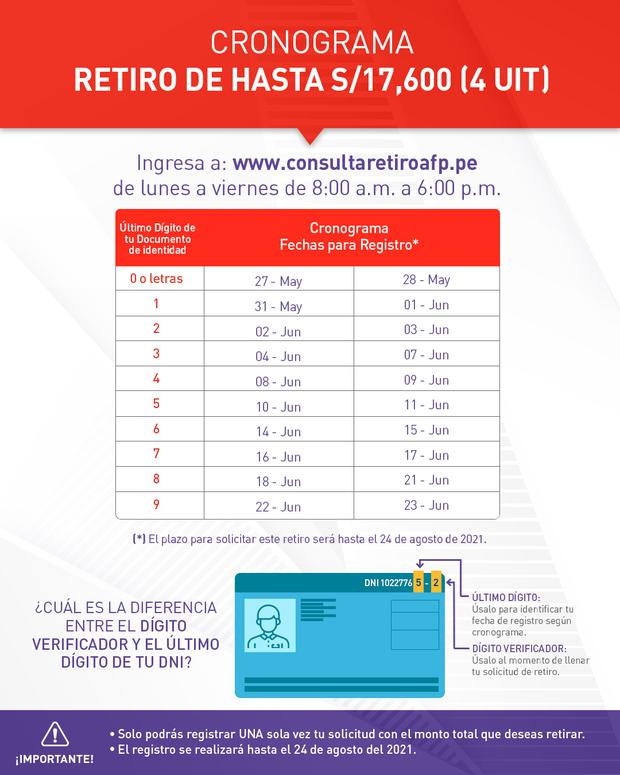 CRONOGRAMA
RETIRO DE HASTA S/17,600 (4 UIT)
Ingresa a: www.consultaretiroafp.pe
de lunes a viernes de 8:00 a.m. a 6:00 p.m.
Último Dígito de
tu Documento
de identidad
Cronograma
Fechas para Registro*
0 o letras 27 - May 28 - May
1 31 - May 01 - Jun
2 02 - Jun 03 - Jun
3 04 - Jun 07 - Jun
4 08 - Jun 09 - Jun
5 10 - Jun 11 - Jun
6 14 - Jun 15 - Jun
7 16 - Jun 17 - Jun
8 18 - Jun 21 - Jun
9 22 - Jun 23 - Jun
(*) El plazo para solicitar este retiro será hasta el 24 de agosto de 2021.
¿CUÁL ES LA DIFERENCIA
ENTRE EL DÍGITO
VERIFICADOR Y EL ÚLTIMO
DÍGITO DE TU DNI?
DNI 1022776 5 - 2
ÚLTIMO DÍGITO:
Úsalo para identificar tu
fecha de registro según
cronograma.
DÍGITO VERIFICADOR:
Úsalo al momento de llenar
tu solicitud de retiro.
¡IMPORTANTE!
• Solo podrás registrar UNA sola vez tu solicitud con el monto total que deseas retirar.
• El registro se realizará hasta el 24 de agosto del 2021.